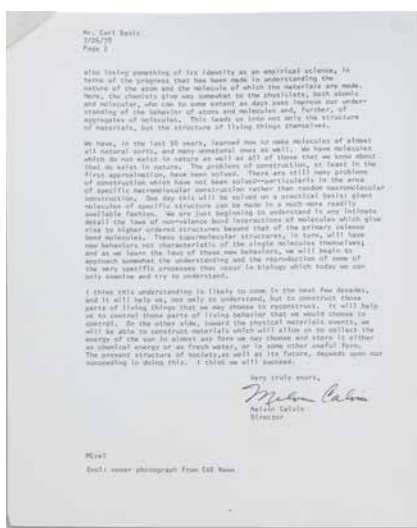 Mr. Carl Davis
3/26/79
Page 2
also losing something of its identity as an empirical science, in
terms of the progress that has been made in understanding the
nature of the atom and the molecule of which the materials are made.
Here, the chemists give way somewhat to the physicists, both atomic
and molecular, who can to some extent as days past improve our under-
standing of the behavior of atoms and molecules and, further, of
aggregates of molecules. This leads us into not only the structure
of materials, but the structure of living things themselves.
We have, in the last 50 years, learned how to make molecules of almost
all natural sorts, and many unnatural ones as well. We have molecules
which do not exist in nature as well as all of those that we know about
that do exist in nature. The problems of construction, at least in the
first approximation, have been solved. There are still many problems
of construction which have not been solved--particularly in the area
of specific macromolecular construction rather than random macromolecular
construction. One day this will be solved on a practical basis: giant
molecules of specific structure can be made in a much more readily
available fashion. We are just beginning to understand in any intimate
detail the laws of non-valence bond interactions of molecules which give
rise to higher ordered structures beyond that of the primary valence
bond molecules. These supermolecular structures, in turn, will have
new behaviors not characteristic of the single molecules themselves;
and as we learn the laws of these new behaviors, we will begin to
approach somewhat the understanding and the reproduction of some of
the very specific processes that occur in biology which today we can
only examine and try to understand.
I think this understanding is likely to come in the next few decades,
and it will help us, not only to understand, but to construct those
parts of living things that we may choose to reconstruct. It will help
us to control those parts of living behavior that we would choose to
control. On the other side, toward the physical materials events, we
will be able to construct materials which will allow us to collect the
energy of the sun in almost any form we may choose and store it either
as chemical energy or as fresh water, or in some other useful form.
The present structure of society, as well as its future, depends upon our
succeeding in doing this. I think we will succeed.
Very truly yours,
Melvin Calvin
Melvin Calvin
Director
MC:
Encl: cover photograph from C&E News